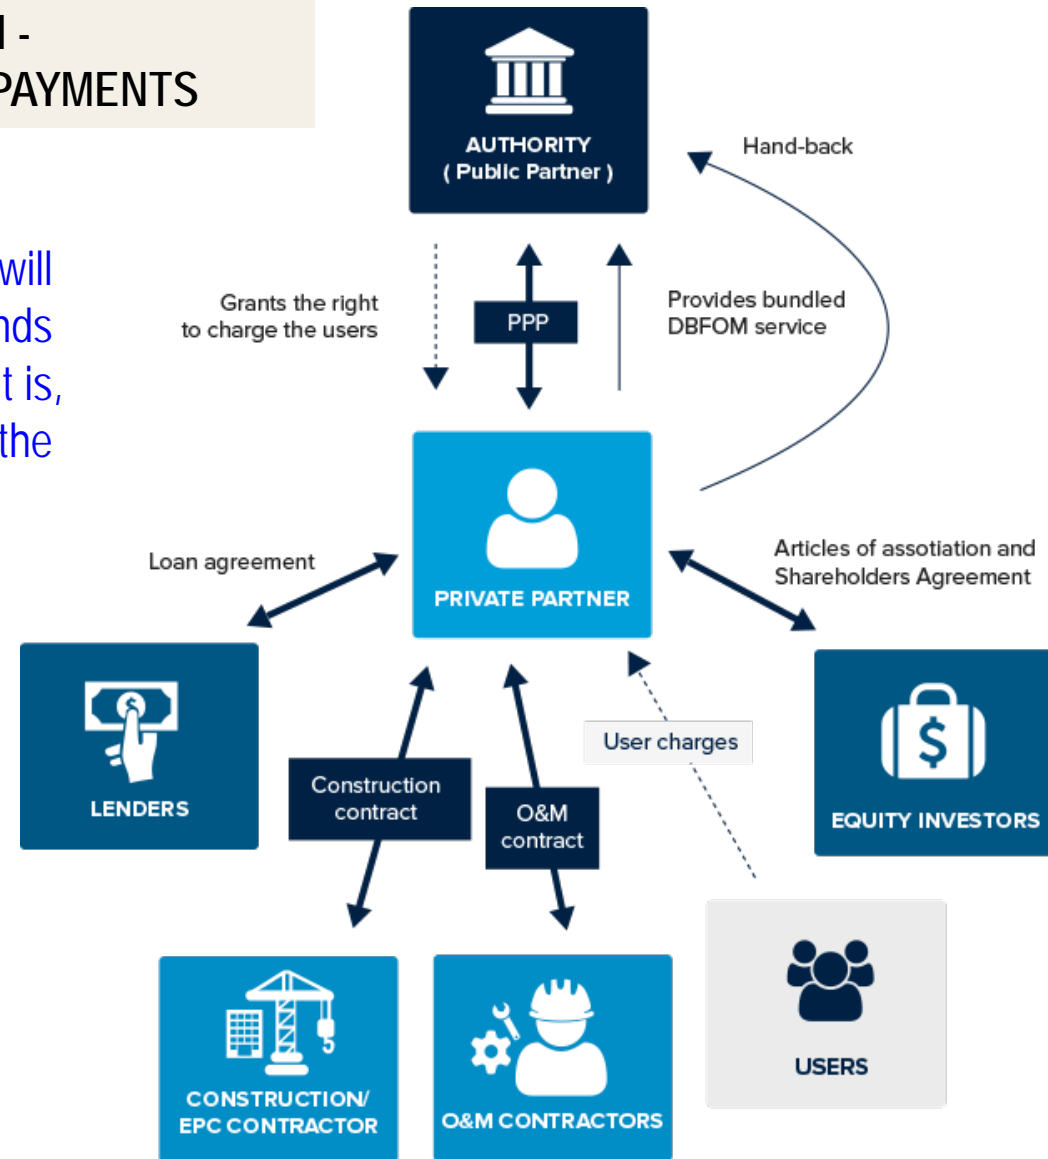 -
PAYMENTS
AUTHORITY
( Public Partner )
Hand-back
will
nds
t is,
the
Grants the right
to charge the users
PPP
Provides bundled
DBFOM service
PRIVATE PARTNER
Loan agreement
Articles of assotiation and
Shareholders Agreement
LENDERS
$
User charges
EQUITY INVESTORS
$
Construction
contract
O&M
contract
CONSTRUCTION/
EPC CONTRACTOR
O&M CONTRACTORS
USERS